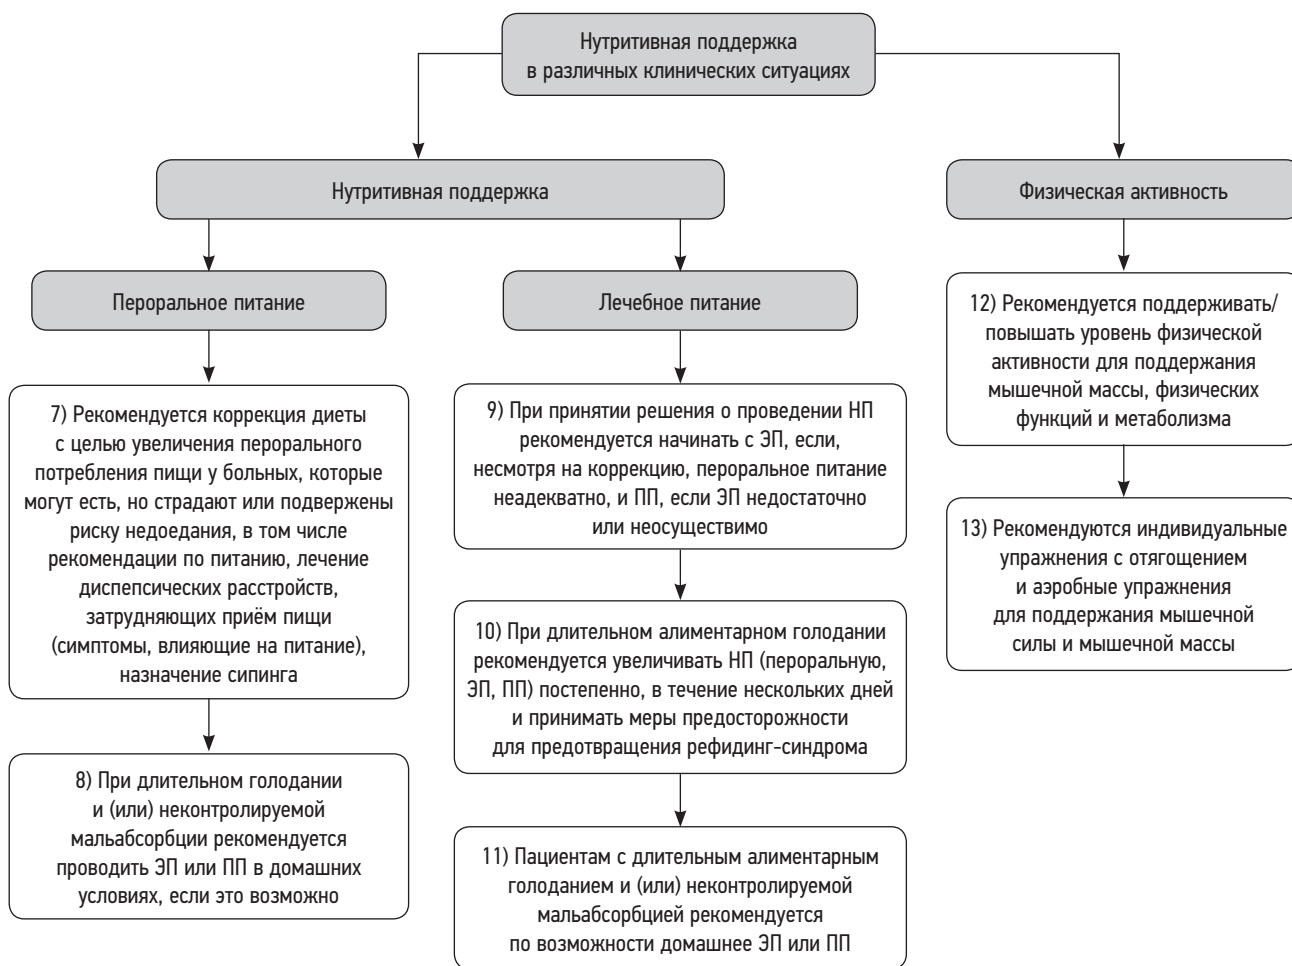 Нутритивная поддержка
в различных клинических ситуациях
Нутритивная поддержка
Физическая активность
Пероральное питание
Лечебное питание
7) Рекомендуется коррекция диеты
с целью увеличения перорального
потребления пищи у больных, которые
могут есть, но страдают или подвержены
риску недоедания, в том числе
рекомендации по питанию, лечение
диспепсических расстройств,
затрудняющих приём пищи
(симптомы, влияющие на питание),
назначение сипинга
8) При длительном голодании
и (или) неконтролируемой
мальабсорбции рекомендуется
проводить ЭП или ПП в домашних
условиях, если это возможно
9) При принятии решения о проведении НП
рекомендуется начинать с ЭП, если,
несмотря на коррекцию, пероральное питание
неадекватно, и ПП, если ЭП недостаточно
или неосуществимо
10) При длительном алиментарном голодании
рекомендуется увеличивать НП (пероральную,
ЭП, ПП) постепенно, в течение нескольких дней
и принимать меры предосторожности
для предотвращения рефидинг-синдрома
11) Пациентам с длительным алиментарным
голоданием и (или) неконтролируемой
мальабсорбцией рекомендуется
по возможности домашнее ЭП или ПП
12) Рекомендуется поддерживать/
повышать уровень физической
активности для поддержания
мышечной массы, физических
функций и метаболизма
13) Рекомендуются индивидуальные
упражнения с отягощением
и аэробные упражнения
для поддержания мышечной
силы и мышечной массы